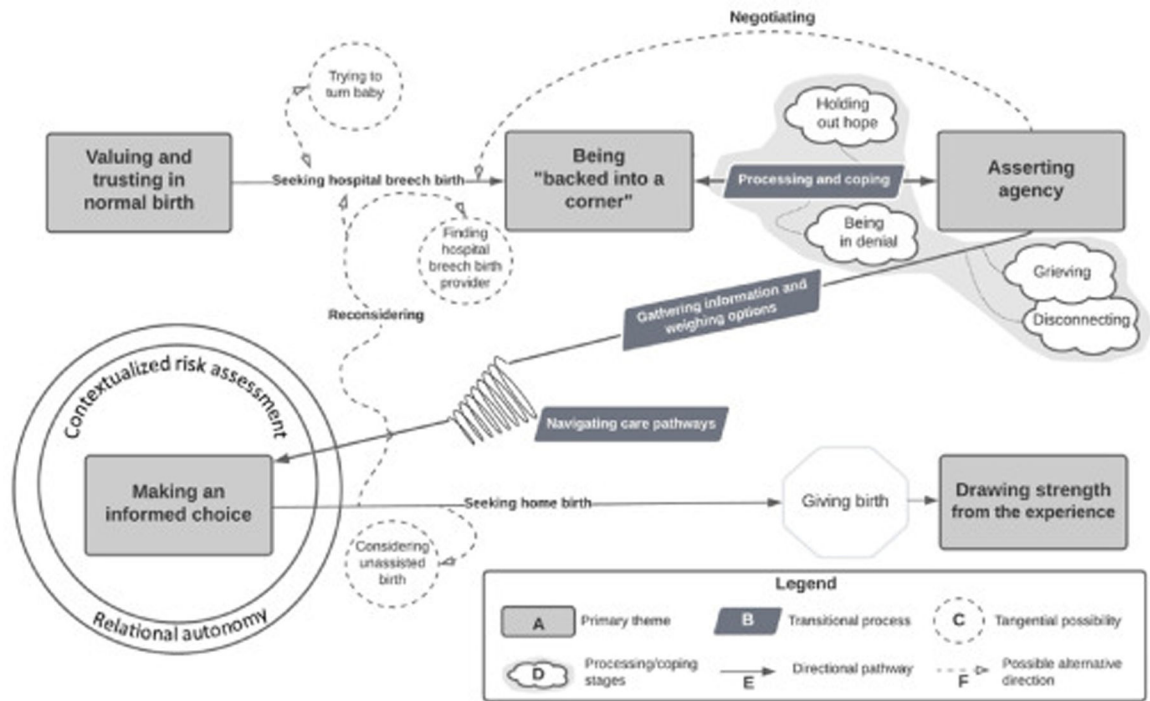 Negotiating
Trying to
turn baby
Holding
out hope
Valuing and
trusting in
normal birth
Seeking hospital breech birth
Being
"backed into a
corner"
Processing and coping
Asserting
agency
Being
in denial
Finding
hospital
breech birth
provider
Grieving
Disconnecting
Gathering information and
weighing options
Reconsidering
Contextualized risk assessment
Navigating care pathways
Making an
informed choice
Seeking home birth
Giving birth
Drawing strength
from the experience
Considering
unassisted
birth
Relational autonomy
Legend
A
Primary theme
B
Transitional process
C
Tangential possibility
D
Processing/coping
stages
E
Directional pathway
F
Possible alternative
direction